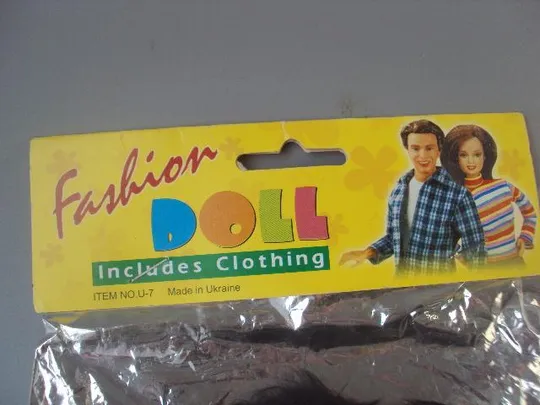 Fashion
DOLL
Includes Clothing
ITEM NO.U-7 Made in Ukraine